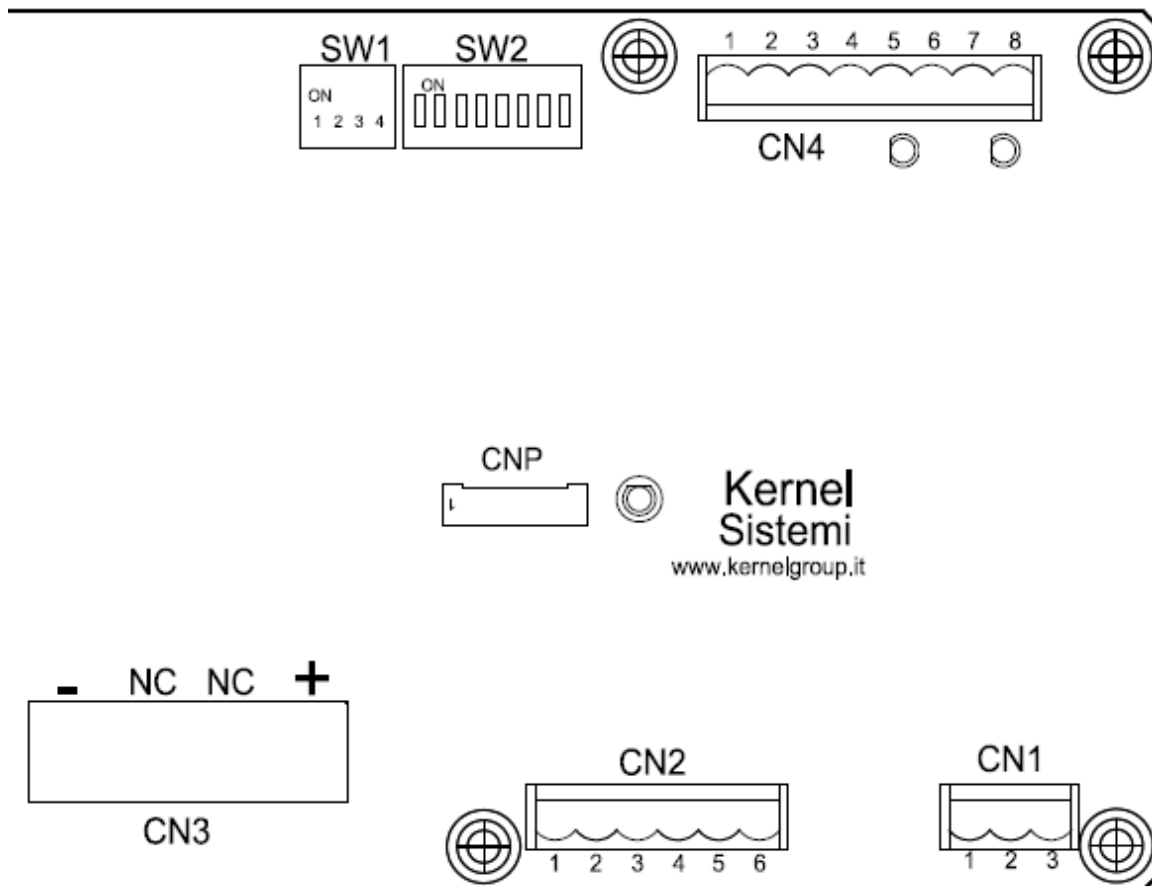 SW1 SW2
ON ON
1 2 3 4
1 2 3 4 5 6 7 8
CN4
CNP
1
Kernel
Sistemi
www.kernelgroup.it
- NC NC +
CN3
CN2
1 2 3 4 5 6
CN1
1 2 3